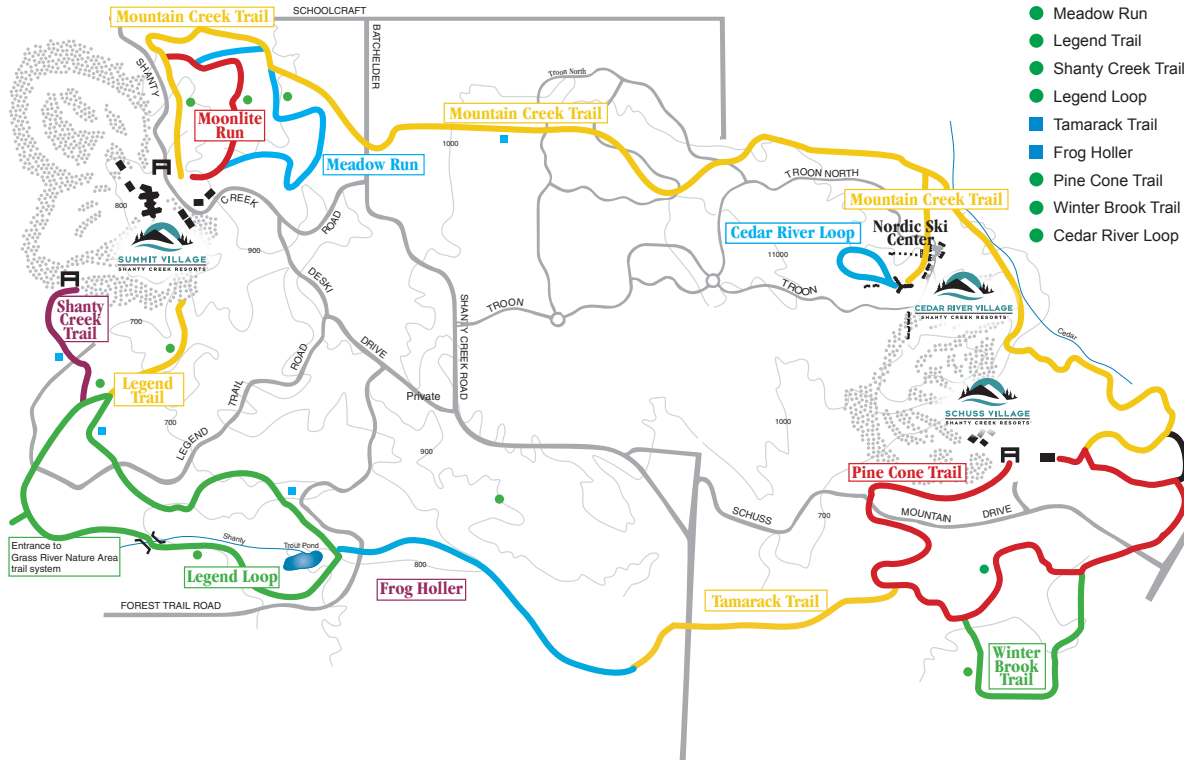 Mountain Creek Trail
SCHOOLCRAFT
Meadow Run
Legend Trail
Shanty Creek Trail
Legend Loop
Tamarack Trail
Frog Holler
Pine Cone Trail
Winter Brook Trail
Cedar River Loop
SHANTY
BATCHELDER
Troon North
Moonlite
Run
Mountain Creek Trail
1000
Meadow Run
TROON NORTH
800
CREEK
ROAD
Mountain Creek Trail
Cedar River Loop
Nordic Ski
Center
SUMMIT VILLAGE
SHANTY CREEK RESORTS
900
11000
DESKI
TROON
TROON
CEDAR RIVER VILLAGE
SHANTY CREEK RESORTS
Shanty
Creek
Trail
700
SHANTY CREEK ROAD
Cedar
DRIVE
ROAD
Legend
Trail
TRAIL
Private
SCHUSS VILLAGE
SHANTY CREEK RESORTS
700
LEGEND
1000
900
Pine Cone Trail
SCHUSS
700
MOUNTAIN
DRIVE
Entrance to
Grass River Nature Area
trail system
Shanty
Trout Pond
Legend Loop
800
Frog Holler
FOREST TRAIL ROAD
Tamarack Trail
Winter
Brook
Trail